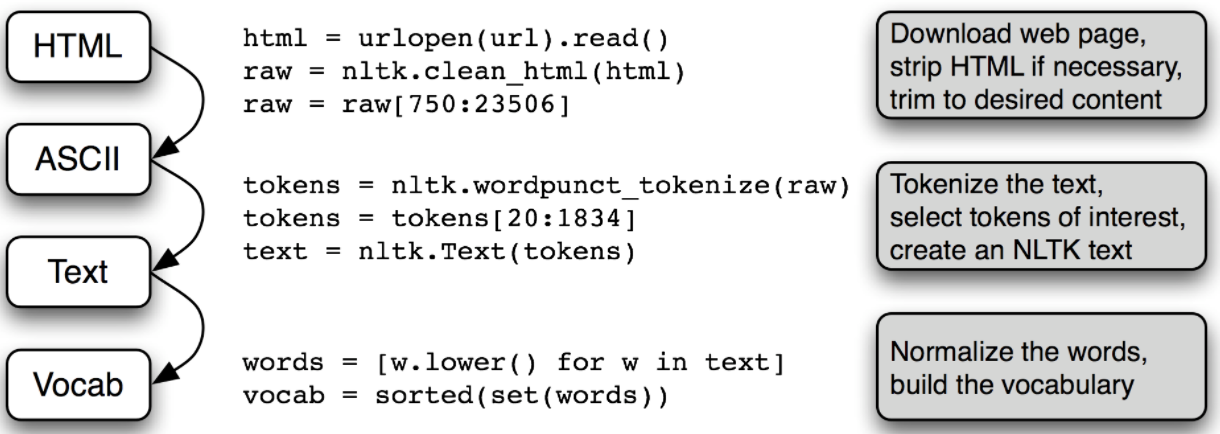 HTML
html = urlopen(url).read()
raw = nltk.clean_html(html)
raw = raw[750:23506]
Download web page,
strip HTML if necessary,
trim to desired content
ASCII
tokens = nltk.wordpunct_tokenize(raw)
tokens = tokens[20:1834]
text = nltk.Text(tokens)
Tokenize the text,
select tokens of interest,
create an NLTK text
Text
Vocab
words = [w.lower() for w in text]
vocab = sorted(set(words))
Normalize the words,
build the vocabulary